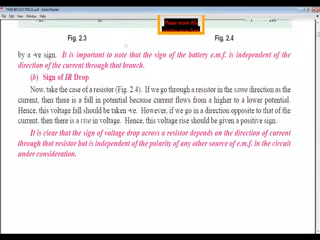 Fig. 2.3
Fig. 2.4
by a -ve sign. It is important to note that the sign of the battery e.m.f. is independent of the
direction of the current through that branch.
(b) Sign of IR Drop
Now, take the case of a resistor (Fig. 2.4). If we go through a resistor in the same direction as the
current, then there is a fall in potential because current flows from a higher to a lower potential.
Hence, this voltage fall should be taken -ve. However, if we go in a direction opposite to that of the
current, then there is a rise in voltage. Hence, this voltage rise should be given a positive sign.
It is clear that the sign of voltage drop across a resistor depends on the direction of current
through that resistor but is independent of the polarity of any other source of e.m.f. in the circuit
under consideration.